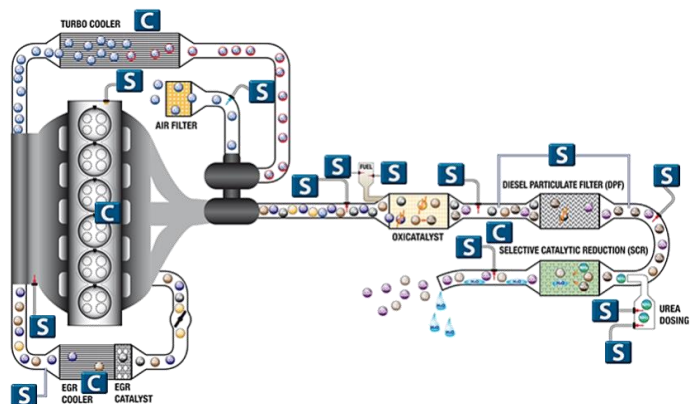 C
TURBO COOLER
S
S
AIR FILTER
C
S
S
FUEL
S
OXICATALYST
S
S
DIESEL PARTICULATE FILTER (DPF)
S
S
C
SELECTIVE CATALYTIC REDUCTION (SCR)
UREA
DOSING
S
S
S
S
C
EGR
COOLER
EGR
CATALYST